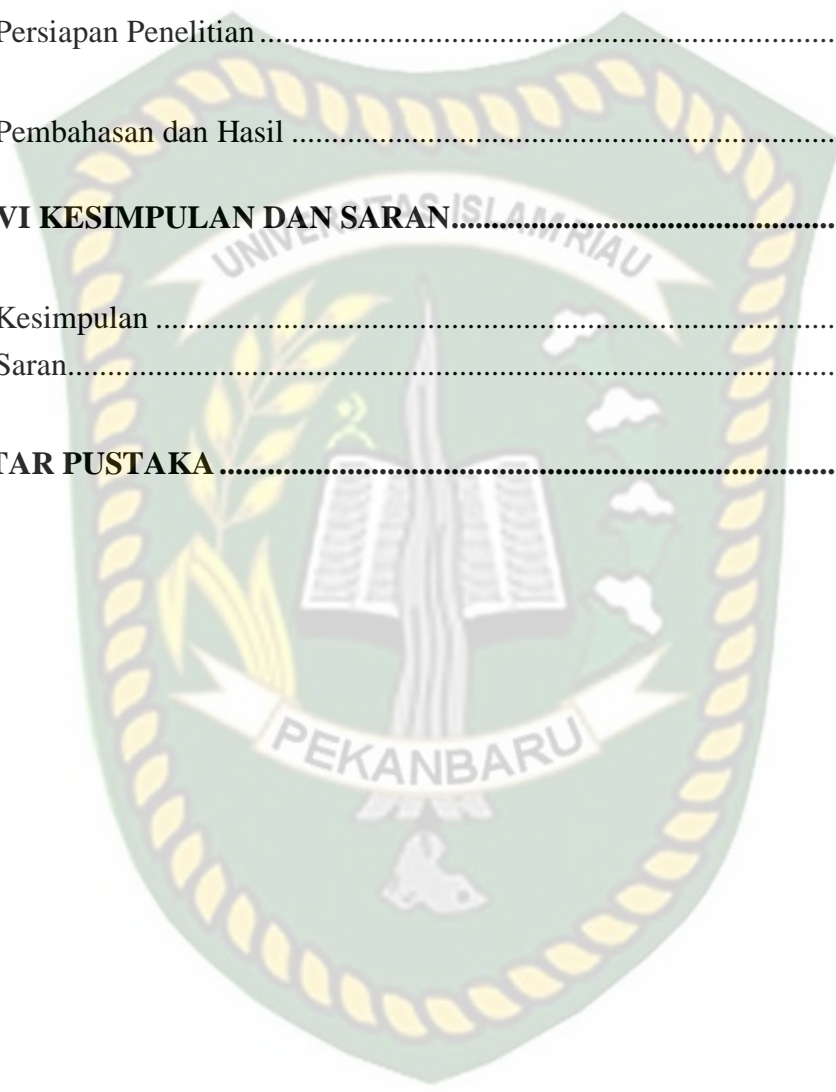 Persiapan Penelitian ........................................................................
Pembahasan dan Hasil ....................................................................
VI KESIMPULAN DAN SARAN................................................
UNIVERSITAS ISLAM RIAU
Kesimpulan .....................................................................................
Saran................................................................................................
TAR PUSTAKA .............................................................................
PEKANBARU